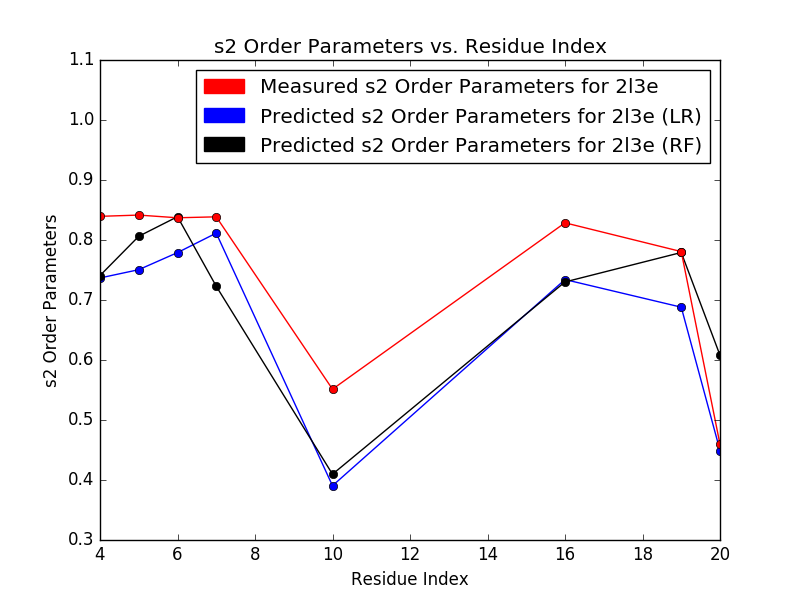 s2 Order Parameters vs. Residue Index
Measured s2 Order Parameters for 2l3e
Predicted s2 Order Parameters for 2l3e (LR)
Predicted s2 Order Parameters for 2l3e (RF)
s2 Order Parameters
1.1
1.0
0.9
0.8
0.7
0.6
0.5
0.4
0.3
4 6 8 10 12 14 16 18 20
Residue Index